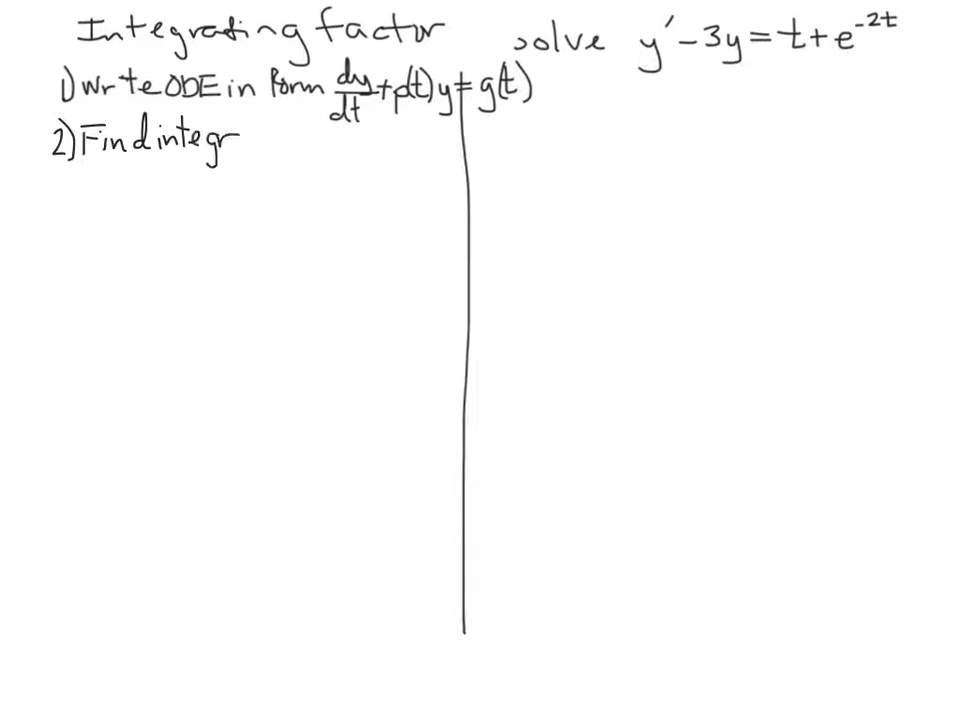 Integrating factor
1) Write ODE in form dy/dt + p(t)y = g(t)
2) Find integr
solve y' - 3y = t + e^-2t